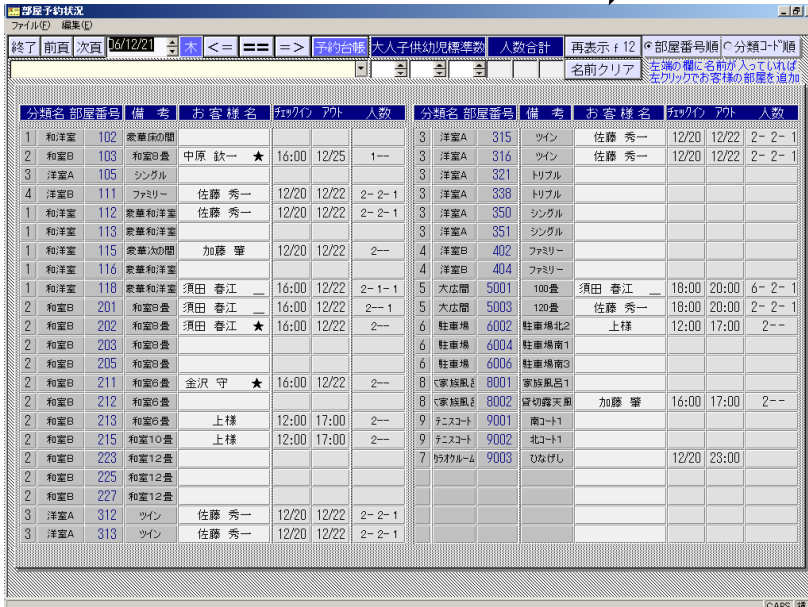 部屋予約状況
ファイル(F) 編集(E)
終了 前頁 次頁 06/12/21 木 <= == => 予約台帳 大人子供幼児標準数 人数合計 再表示 f 12 部屋番号順 分類コード順
名前クリア 左端の欄に名前が入っていれば
左クリックでお客様の部屋を追加
分類名 部屋番号 備 考 お客様名 チェックイン アウト 人数
1 和洋室 102 豪華床の間
2 和室B 103 和室8畳 中原 欽一 ★ 16:00 12/25 1--
3 洋室A 105 シングル
4 洋室B 111 ファミリー 佐藤 秀一 12/20 12/22 2- 2- 1
1 和洋室 112 豪華和洋室 佐藤 秀一 12/20 12/22 2- 2- 1
1 和洋室 113 豪華和洋室
1 和洋室 115 豪華次の間 加藤 肇 12/20 12/22 2--
1 和洋室 116 豪華和洋室
1 和洋室 118 豪華和洋室 須田 春江 _ 16:00 12/22 2- 1- 1
2 和室B 201 和室8畳 須田 春江 _ 16:00 12/22 2-- 1
2 和室B 202 和室8畳 須田 春江 ★ 16:00 12/22 2--
2 和室B 203 和室8畳
2 和室B 205 和室8畳
2 和室B 211 和室6畳 金沢 守 ★ 16:00 12/22 2--
2 和室B 212 和室6畳
2 和室B 213 和室6畳 上様 12:00 17:00 2--
2 和室B 215 和室10畳 上様 12:00 17:00 2--
2 和室B 223 和室12畳
2 和室B 225 和室12畳
2 和室B 227 和室12畳
3 洋室A 312 ツイン 佐藤 秀一 12/20 12/22 2- 2- 1
3 洋室A 313 ツイン 佐藤 秀一 12/20 12/22 2- 2- 1
分類名 部屋番号 備 考 お客様名 チェックイン アウト 人数
3 洋室A 315 ツイン 佐藤 秀一 12/20 12/22 2- 2- 1
3 洋室A 316 ツイン 佐藤 秀一 12/20 12/22 2- 2- 1
3 洋室A 321 トリプル
3 洋室A 338 トリプル
3 洋室A 350 シングル
3 洋室A 351 シングル
4 洋室B 402 ファミリー
4 洋室B 404 ファミリー
5 大広間 5001 100畳 須田 春江 _ 18:00 20:00 6- 2- 1
5 大広間 5003 120畳 佐藤 秀一 18:00 20:00 2- 2- 1
6 駐車場 6002 駐車場北2 上様 12:00 17:00 2--
6 駐車場 6004 駐車場南1
6 駐車場 6006 駐車場南3
8 家族風 8001 家族風呂1
8 家族風 8002 貸切露天風 加藤 肇 16:00 17:00 2--
9 テニスコート 9001 南コート1
9 テニスコート 9002 北コート1
7 カラオケルーム 9003 ひなげし 12/20 23:00
CAPS